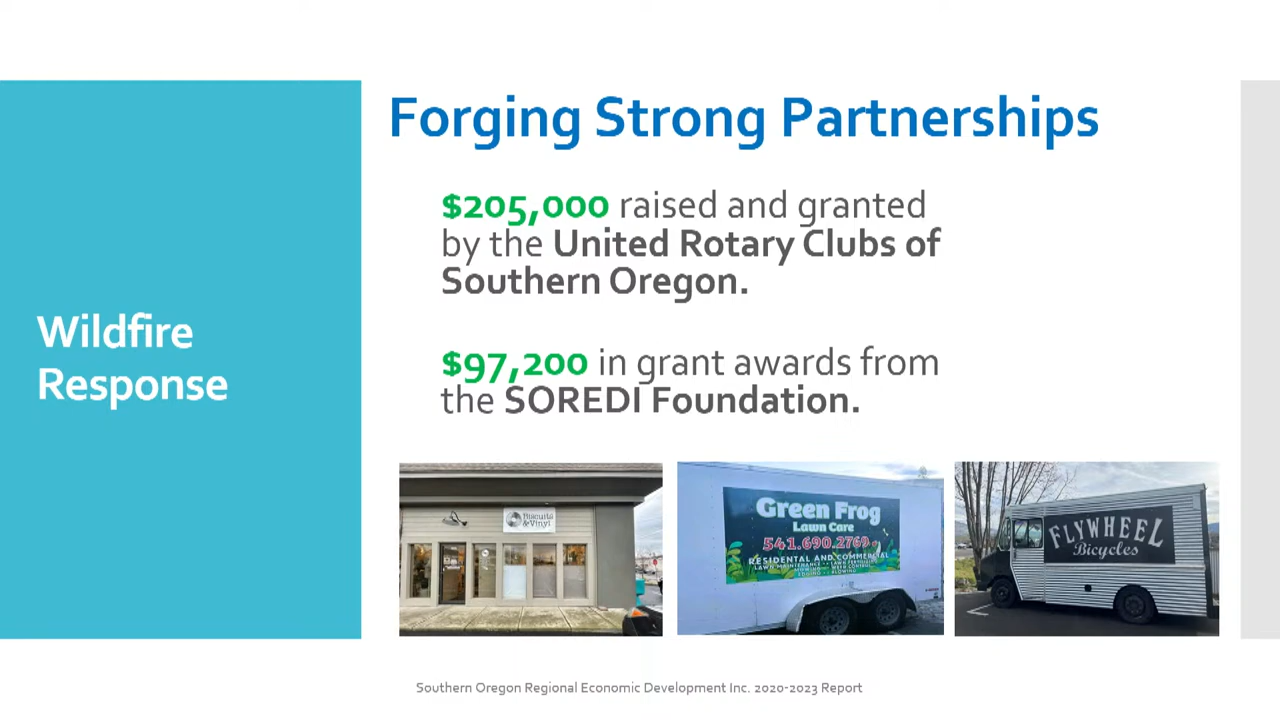 Forging Strong Partnerships
$205,000 raised and granted
by the United Rotary Clubs of
Southern Oregon.
Wildfire
Response
$97,200 in grant awards from
the SOREDI Foundation.
Biscuits
& Vinyl
Green Frog
Lawn Care
541.690.2769
RESIDENTIAL AND COMMERCIAL
FLYWHEEL
Bicycles
Southern Oregon Regional Economic Development Inc. 2020-2023 Report